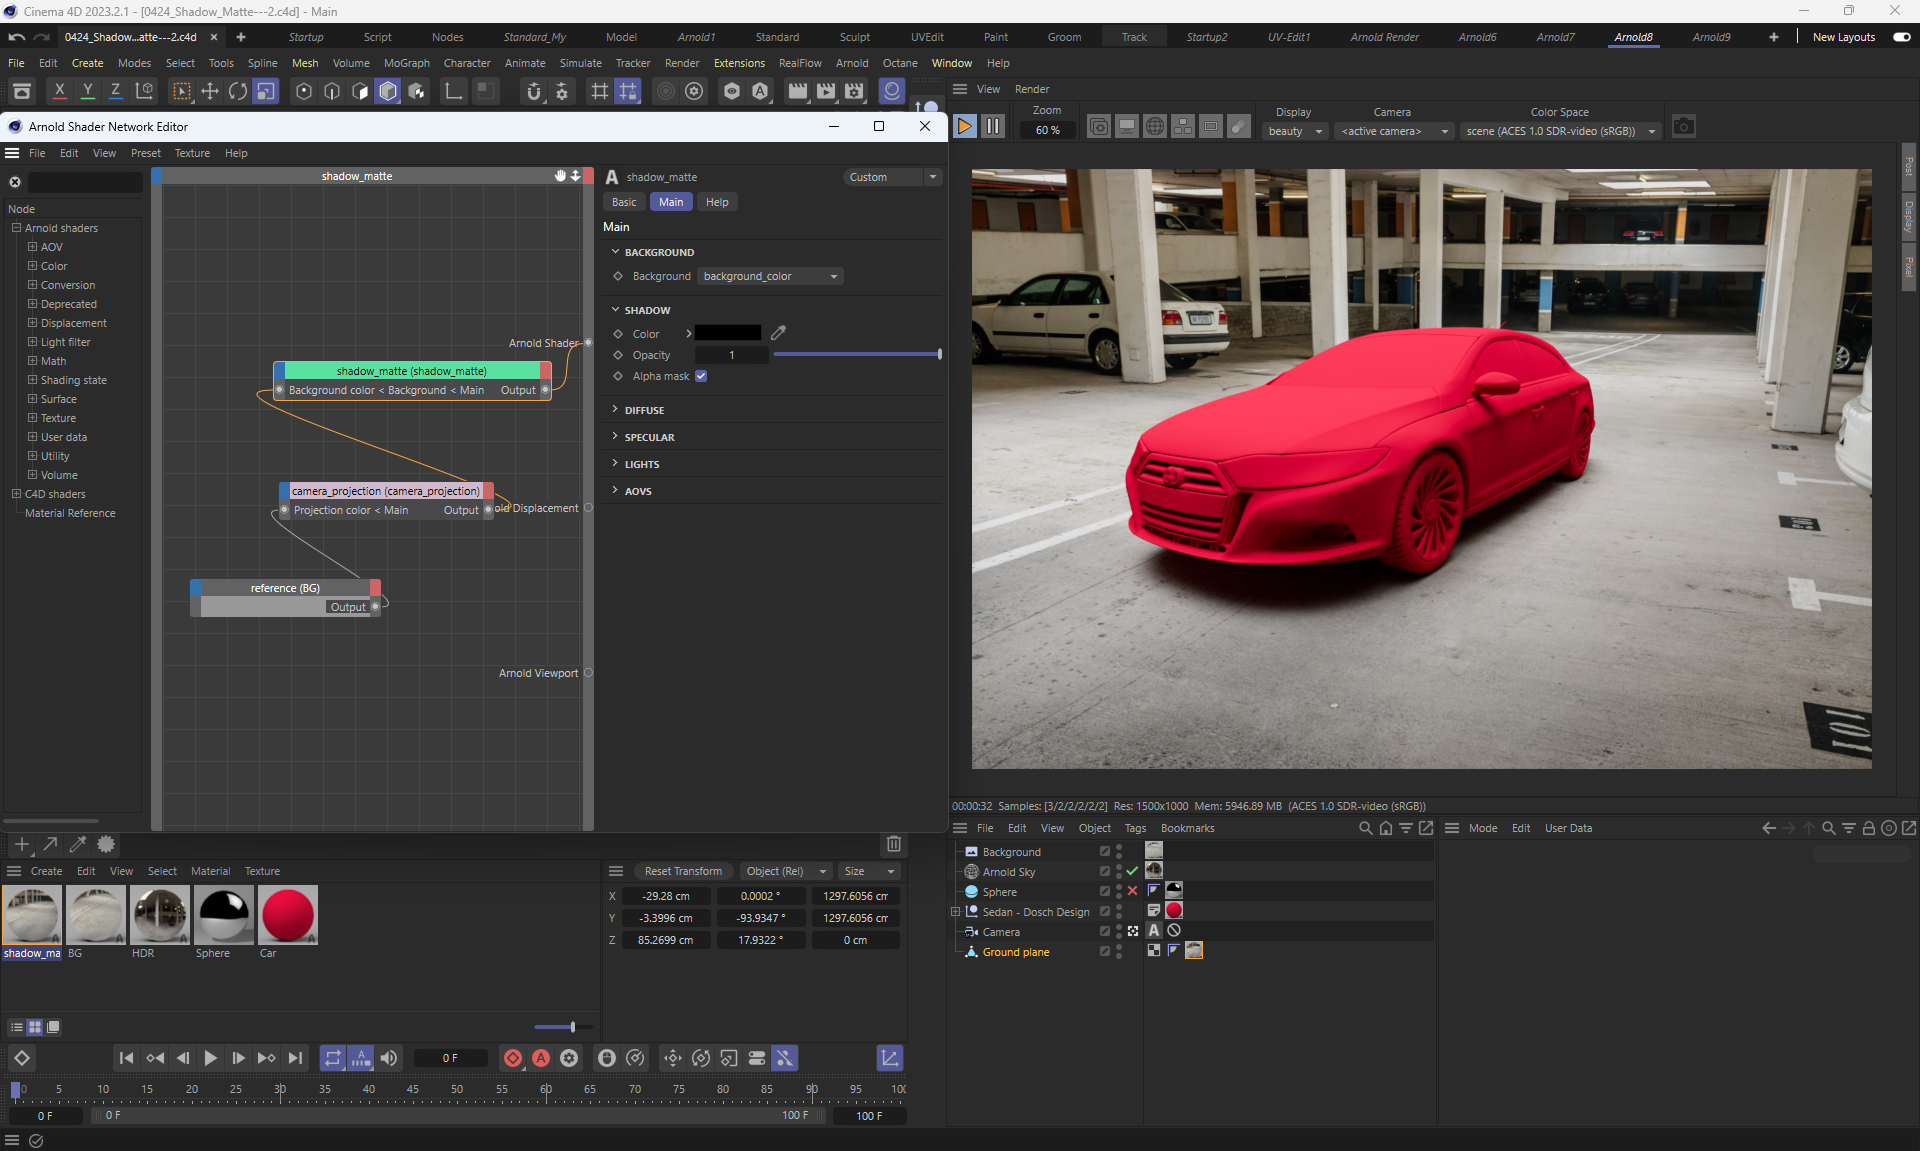 Cinema 4D 2023.2.1 - [0424_Shadow_Matte---2.c4d] - Main
0424_Shadow...atte---2.c4d
Startup
Script
Nodes
Standard_My
Model
Arnold1
Standard
Sculpt
UVEdit
Paint
Groom
Track
Startup2
UV-Edit1
Arnold Render
Arnold6
Arnold7
Arnold8
Arnold9
New Layouts
File Edit Create Modes Select Tools Spline Mesh Volume MoGraph Character Animate Simulate Tracker Render Extensions RealFlow Arnold Octane Window Help
X Y Z
View Render
Zoom
60 %
Display
beauty
Camera
<active camera>
Color Space
scene (ACES 1.0 SDR-video (sRGB))
Arnold Shader Network Editor
File Edit View Preset Texture Help
Node
Arnold shaders
AOV
Color
Conversion
Deprecated
Displacement
Light filter
Math
Shading state
Surface
Texture
User data
Utility
Volume
C4D shaders
Material Reference
shadow_matte
Arnold Shader
shadow_matte (shadow_matte)
Background color < Background < Main Output
camera_projection (camera_projection)
Projection color < Main Output
old Displacement
reference (BG)
Output
Arnold Viewport
shadow_matte
Custom
Basic Main Help
Main
BACKGROUND
Background background_color
SHADOW
Color
Opacity 1
Alpha mask
DIFFUSE
SPECULAR
LIGHTS
AOVS
Post
Display
Pixel
101
00:00:32 Samples: [3/2/2/2/2/2] Res: 1500x1000 Mem: 5946.89 MB (ACES 1.0 SDR-video (sRGB))
File Edit View Object Tags Bookmarks
Background
Arnold Sky
Sphere
Sedan - Dosch Design
Camera
Ground plane
Mode Edit User Data
Create Edit View Select Material Texture
shadow_ma
BG
HDR
Sphere
Car
Reset Transform Object (Rel) Size
X -29.28 cm 0.0002 ° 1297.6056 cm
Y -3.3996 cm -93.9347 ° 1297.6056 cm
Z 85.2699 cm 17.9322 ° 0 cm
0 F
0 5 10 15 20 25 30 35 40 45 50 55 60 65 70 75 80 85 90 95 100
0 F
0 F
100 F
100 F